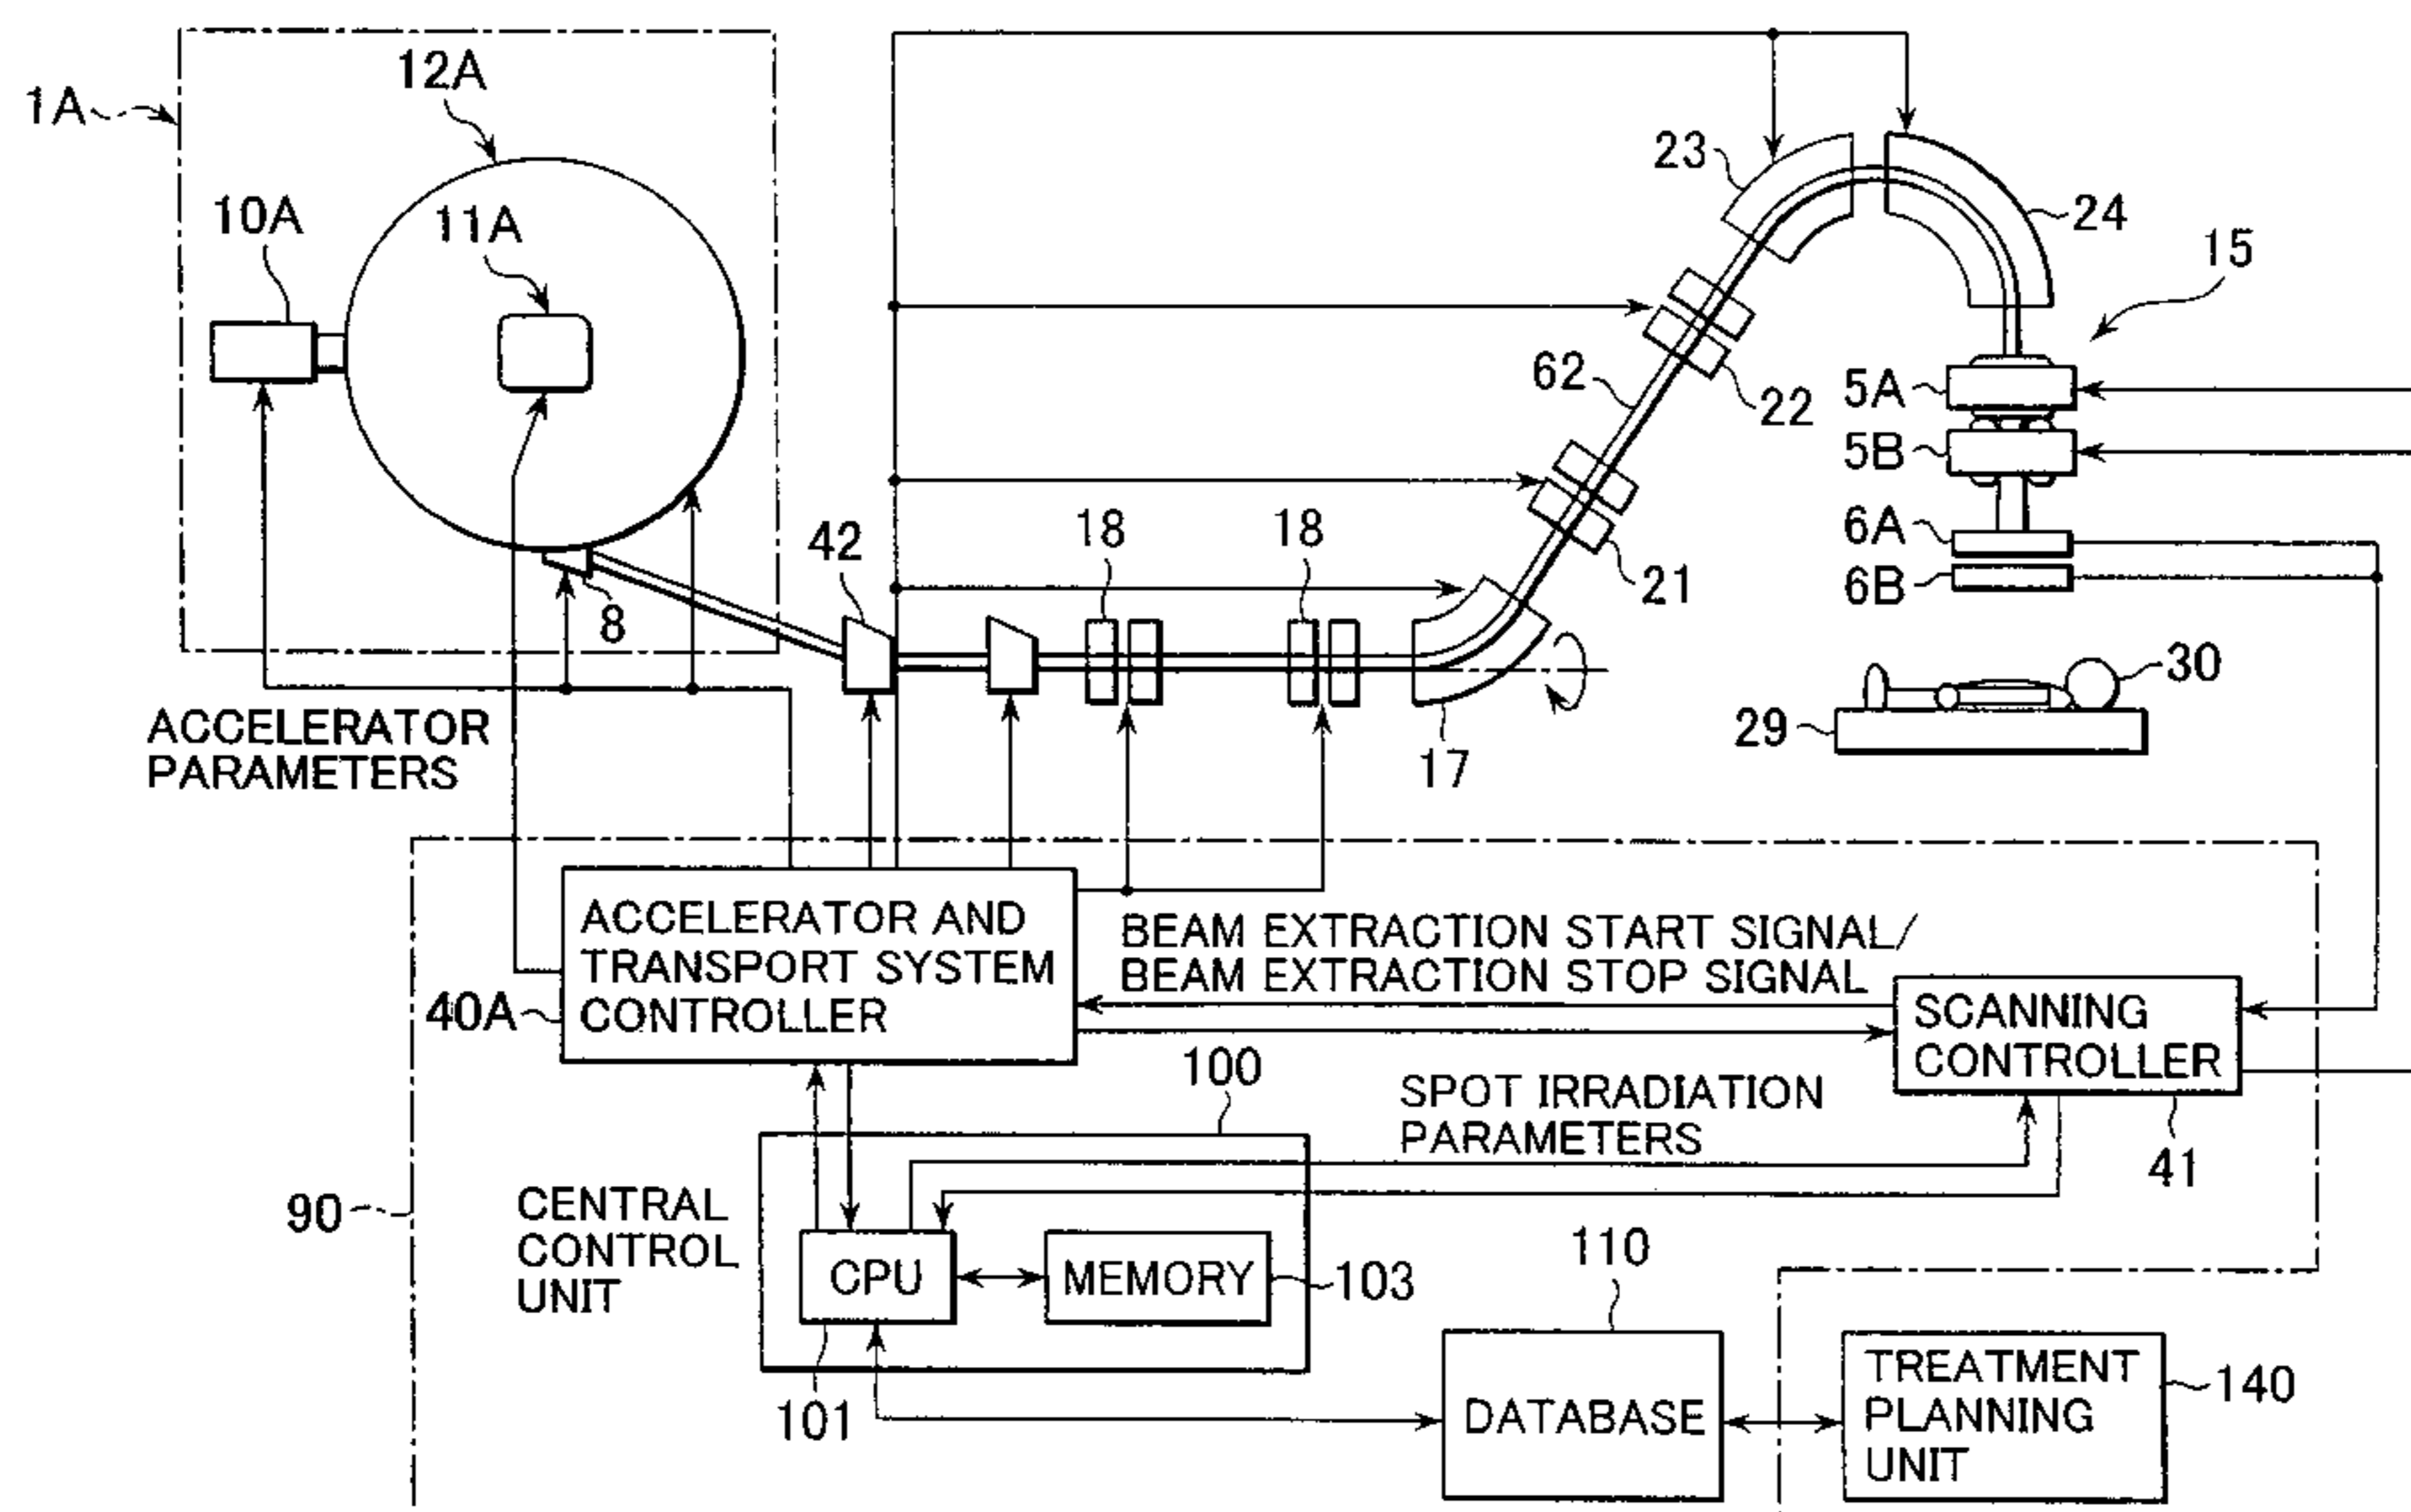 1A
12A
10A
11A
8
42
18
18
17
21
22
62
23
24
15
5A
5B
6A
6B
30
29
ACCELERATOR
PARAMETERS
40A
ACCELERATOR AND
TRANSPORT SYSTEM
CONTROLLER
BEAM EXTRACTION START SIGNAL/
BEAM EXTRACTION STOP SIGNAL
SCANNING
CONTROLLER
41
100
SPOT IRRADIATION
PARAMETERS
90
CENTRAL
CONTROL
UNIT
CPU
MEMORY
103
101
110
DATABASE
TREATMENT
PLANNING
UNIT
140